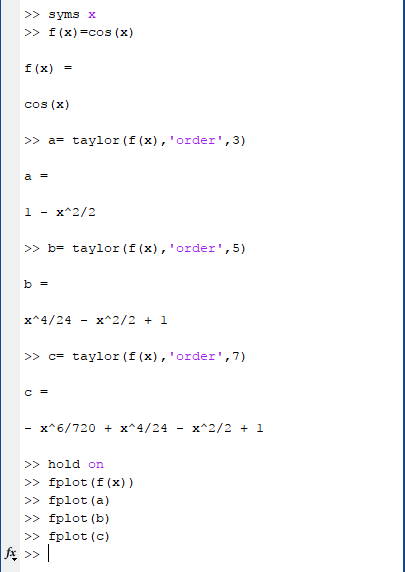 >> syms x
>> f(x)=cos(x)
f(x) =
cos(x)
>> a= taylor(f(x),'order',3)
a =
1 - x^2/2
>> b= taylor(f(x),'order',5)
b =
x^4/24 - x^2/2 + 1
>> c= taylor(f(x),'order',7)
c =
- x^6/720 + x^4/24 - x^2/2 + 1
>> hold on
>> fplot(f(x))
>> fplot(a)
>> fplot(b)
>> fplot(c)
fx >>